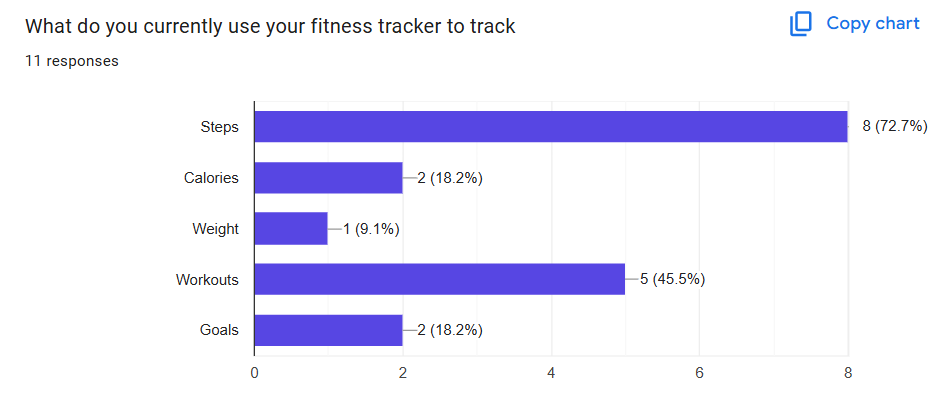 What do you currently use your fitness tracker to track
Copy chart
11 responses
Steps 8 (72.7%)
Calories 2 (18.2%)
Weight 1 (9.1%)
Workouts 5 (45.5%)
Goals 2 (18.2%)
0 2 4 6 8